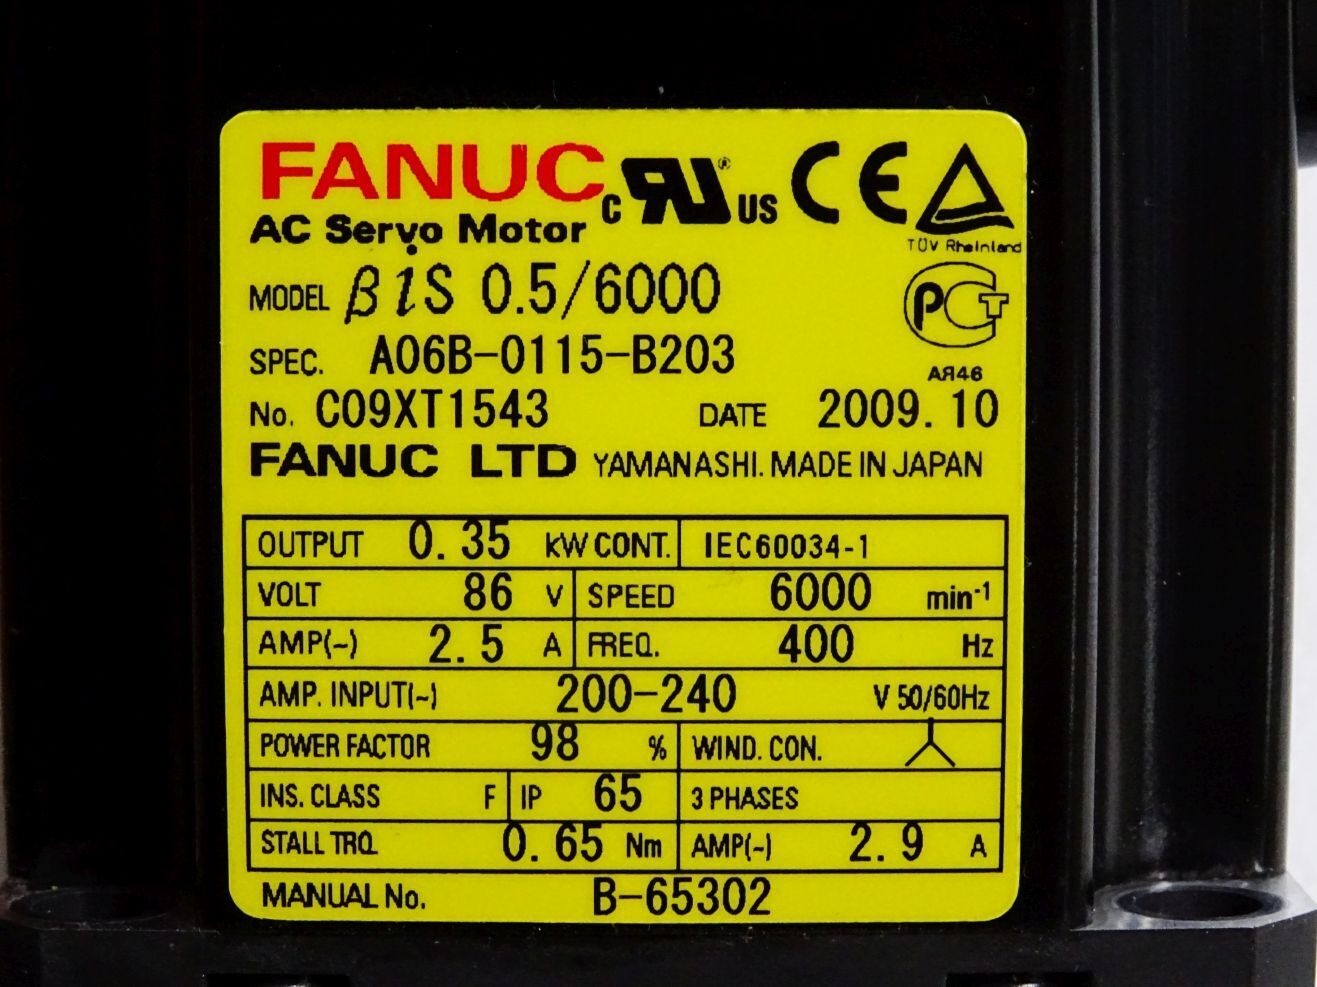 FANUC c RU ® US CE
AC Servo Motor TÜV Rheinland
MODEL βiS 0.5/6000 PCT
SPEC. A06B-0115-B203 АЯ46
No. C09XT1543 DATE 2009.10
FANUC LTD YAMANASHI. MADE IN JAPAN
OUTPUT 0.35 kW CONT. IEC60034-1
VOLT 86 V SPEED 6000 min-1
AMP(~) 2.5 A FREQ. 400 Hz
AMP. INPUT(~) 200-240 V 50/60Hz
POWER FACTOR 98 % WIND. CON.
INS. CLASS F IP 65 3 PHASES
STALL TRQ. 0.65 Nm AMP(~) 2.9 A
MANUAL No. B-65302